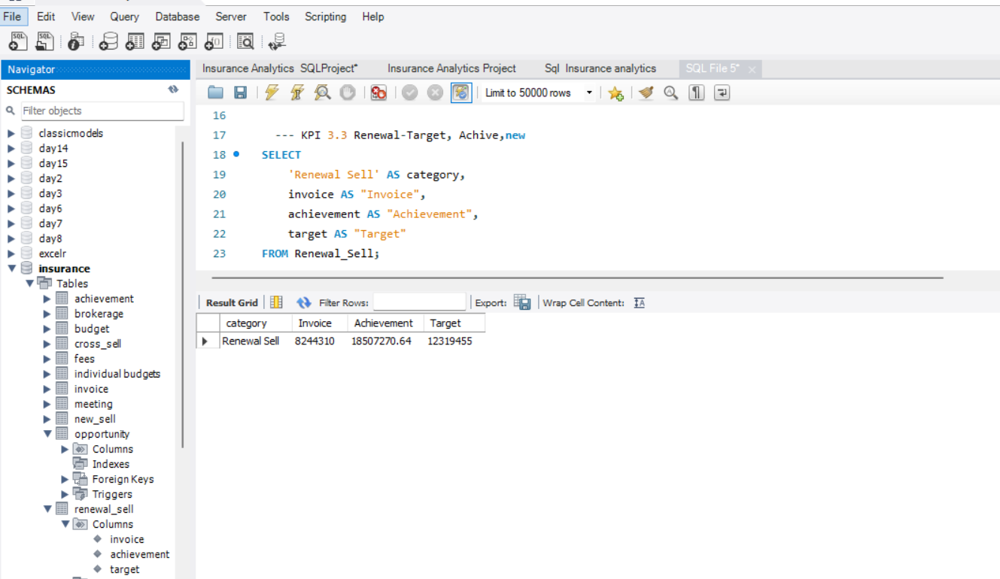 File Edit View Query Database Server Tools Scripting Help
Navigator
SCHEMAS
Filter objects
classicmodels
day14
day15
day2
day3
day6
day7
day8
excelr
insurance
Tables
achievement
brokerage
budget
cross_sell
fees
individual budgets
invoice
meeting
new_sell
opportunity
Columns
Indexes
Foreign Keys
Triggers
renewal_sell
Columns
invoice
achievement
target
Insurance Analytics SQLProject* Insurance Analytics Project Sql Insurance analytics SQL File 5*
Limit to 50000 rows
16
17 --- KPI 3.3 Renewal-Target, Achive,new
18 SELECT
19 'Renewal Sell' AS category,
20 invoice AS "Invoice",
21 achievement AS "Achievement",
22 target AS "Target"
23 FROM Renewal_Sell;
Result Grid Filter Rows: Export: Wrap Cell Content:
category Invoice Achievement Target
Renewal Sell 8244310 18507270.64 12319455